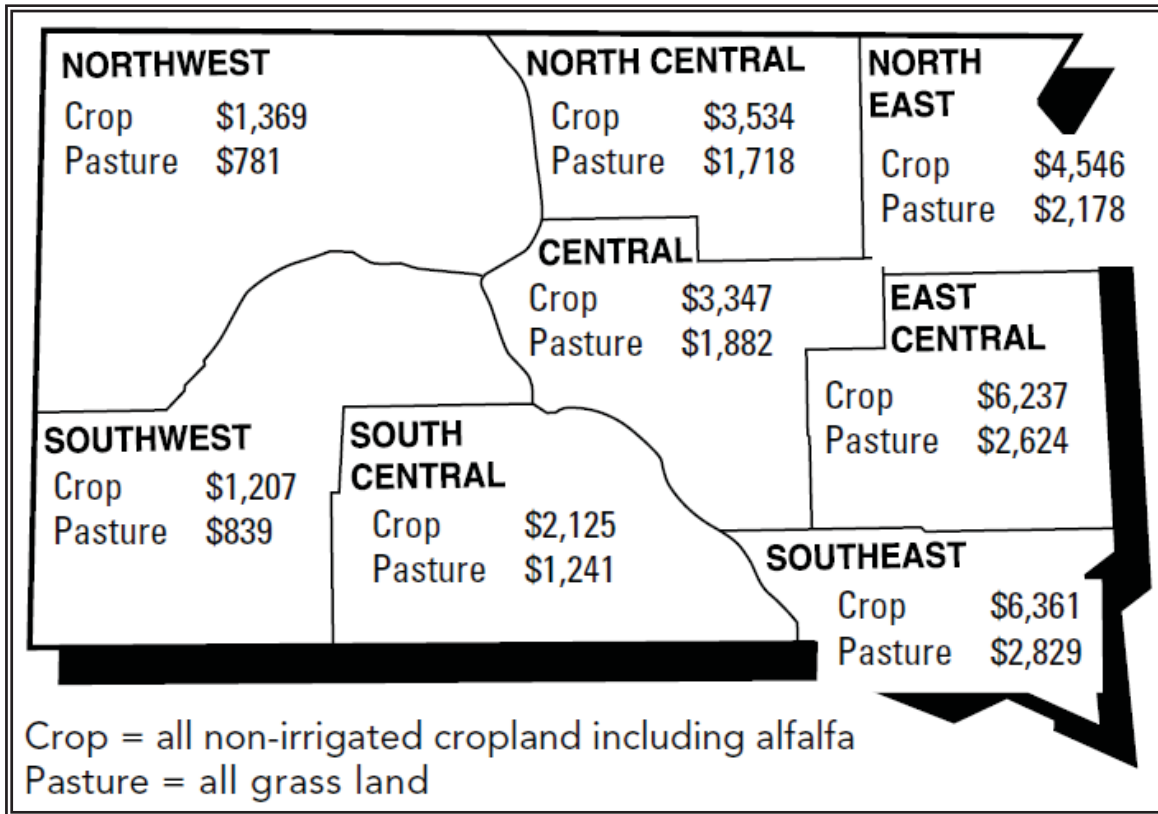 NORTHWEST
Crop $1,369
Pasture $781
NORTH CENTRAL
Crop $3,534
Pasture $1,718
NORTH
EAST
Crop $4,546
Pasture $2,178
CENTRAL
Crop $3,347
Pasture $1,882
EAST
CENTRAL
Crop $6,237
Pasture $2,624
SOUTHWEST
Crop $1,207
Pasture $839
SOUTH
CENTRAL
Crop $2,125
Pasture $1,241
SOUTHEAST
Crop $6,361
Pasture $2,829
Crop = all non-irrigated cropland including alfalfa
Pasture = all grass land